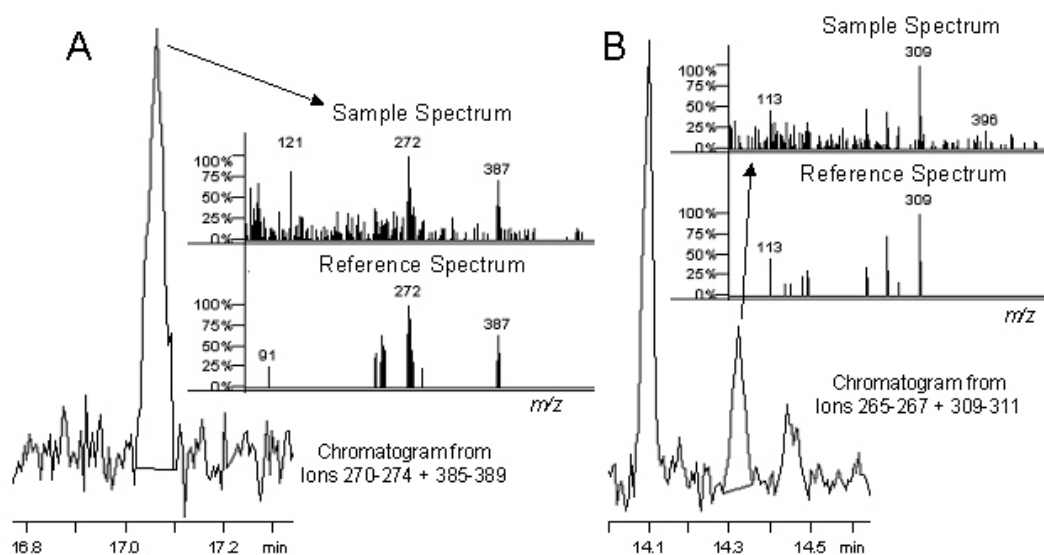 A
Sample Spectrum
100%
75%
50%
25%
0%
121
272
387
Reference Spectrum
100%
75%
50%
25%
0%
91
272
387
m/z
Chromatogram from
Ions 270-274 + 385-389
16.8
17.0
17.2
min
B
Sample Spectrum
100%
75%
50%
25%
0%
113
309
396
Reference Spectrum
100%
75%
50%
25%
0%
113
309
m/z
Chromatogram from
Ions 265-267 + 309-311
14.1
14.3
14.5
min